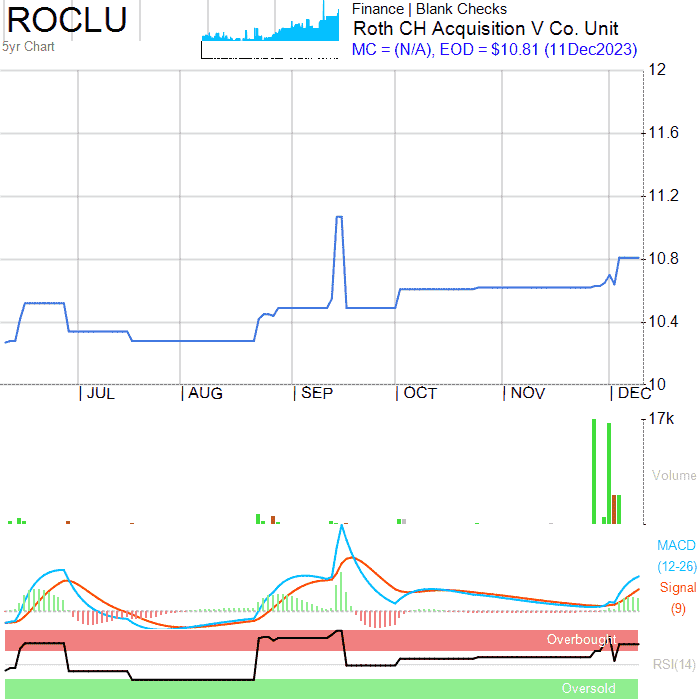 ROCLU
5yr Chart
Finance | Blank Checks
Roth CH Acquisition V Co. Unit
MC = (N/A), EOD = $10.81 (11Dec2023)
12
11.6
11.2
10.8
10.4
10
| JUL | AUG | SEP | OCT | NOV | DEC
17k
Volume
MACD
(12-26)
Signal
(9)
Overbought
RSI(14)
Oversold